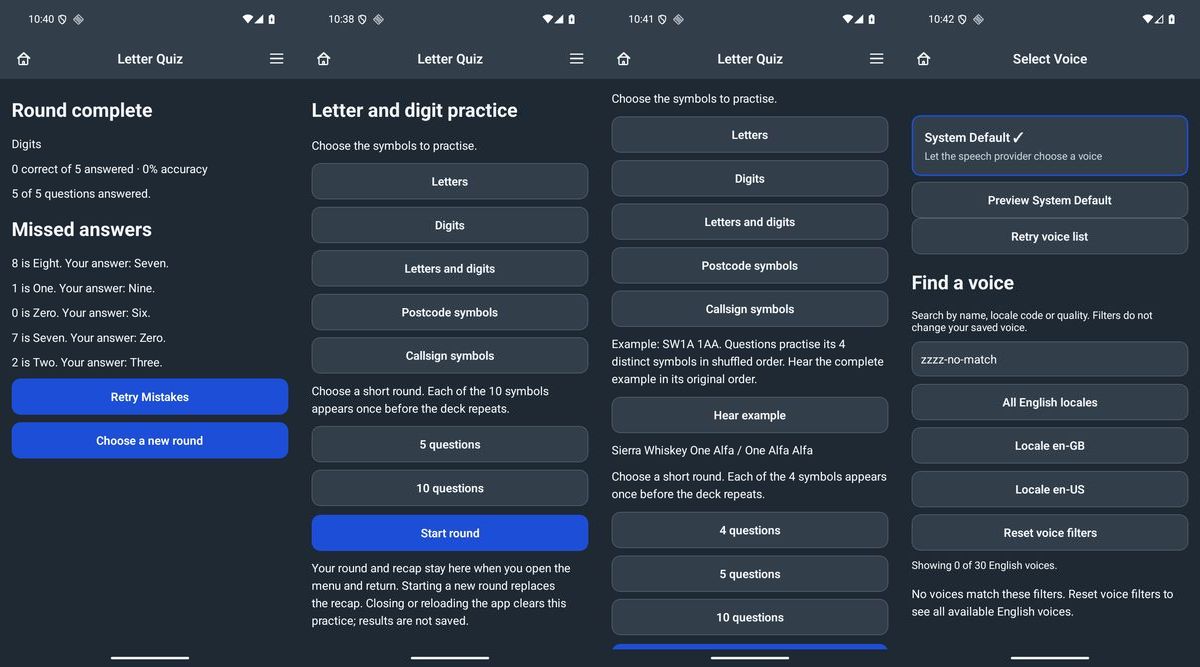 10:40
Letter Quiz
Round complete
Digits
0 correct of 5 answered · 0% accuracy
5 of 5 questions answered.
Missed answers
8 is Eight. Your answer: Seven.
1 is One. Your answer: Nine.
0 is Zero. Your answer: Six.
7 is Seven. Your answer: Zero.
2 is Two. Your answer: Three.
Retry Mistakes
Choose a new round
10:38
Letter Quiz
Letter and digit practice
Choose the symbols to practise.
Letters
Digits
Letters and digits
Postcode symbols
Callsign symbols
Choose a short round. Each of the 10 symbols
appears once before the deck repeats.
5 questions
10 questions
Start round
Your round and recap stay here when you open the
menu and return. Starting a new round replaces
the recap. Closing or reloading the app clears this
practice; results are not saved.
10:41
Letter Quiz
Choose the symbols to practise.
Letters
Digits
Letters and digits
Postcode symbols
Callsign symbols
Example: SW1A 1AA. Questions practise its 4
distinct symbols in shuffled order. Hear the complete
example in its original order.
Hear example
Sierra Whiskey One Alfa / One Alfa Alfa
Choose a short round. Each of the 4 symbols appears
once before the deck repeats.
4 questions
5 questions
10 questions
10:42
Select Voice
System Default ✓
Let the speech provider choose a voice
Preview System Default
Retry voice list
Find a voice
Search by name, locale code or quality. Filters do not
change your saved voice.
zzzz-no-match
All English locales
Locale en-GB
Locale en-US
Reset voice filters
Showing 0 of 30 English voices.
No voices match these filters. Reset voice filters to
see all available English voices.